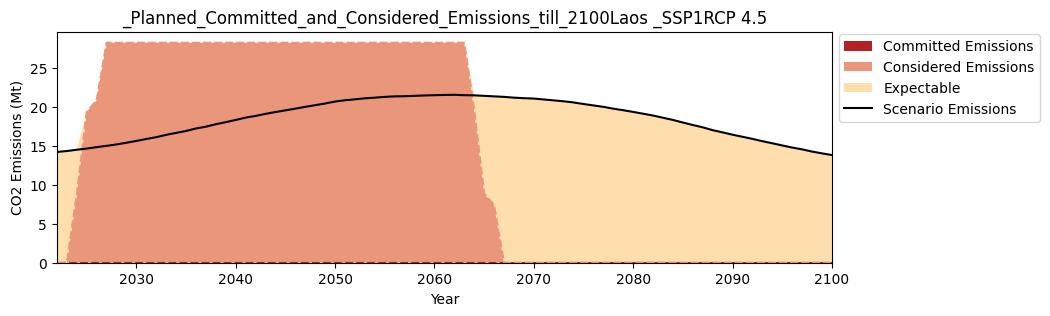 _Planned_Committed_and_Considered_Emissions_till_2100Laos _SSP1RCP 4.5
Committed Emissions
Considered Emissions
Expectable
Scenario Emissions
CO2 Emissions (Mt)
25
20
15
10
5
0
2030 2040 2050 2060 2070 2080 2090 2100
Year